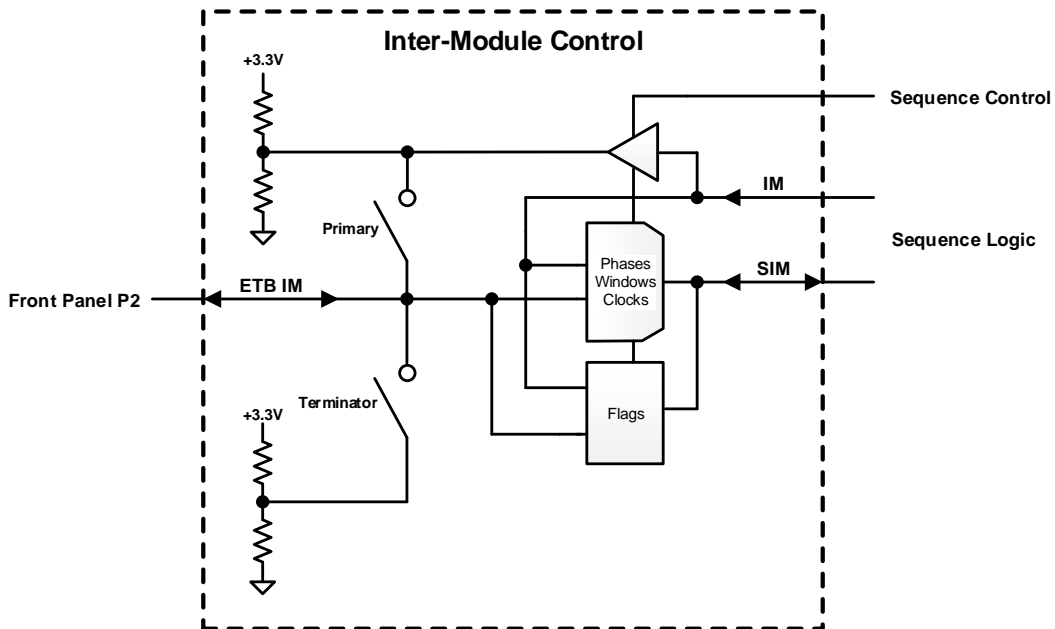 Inter-Module Control
+3.3V
Sequence Control
IM
Primary
Sequence Logic
Phases
Windows
Clocks
SIM
ETB IM
Front Panel P2
Terminator
+3.3V
Flags